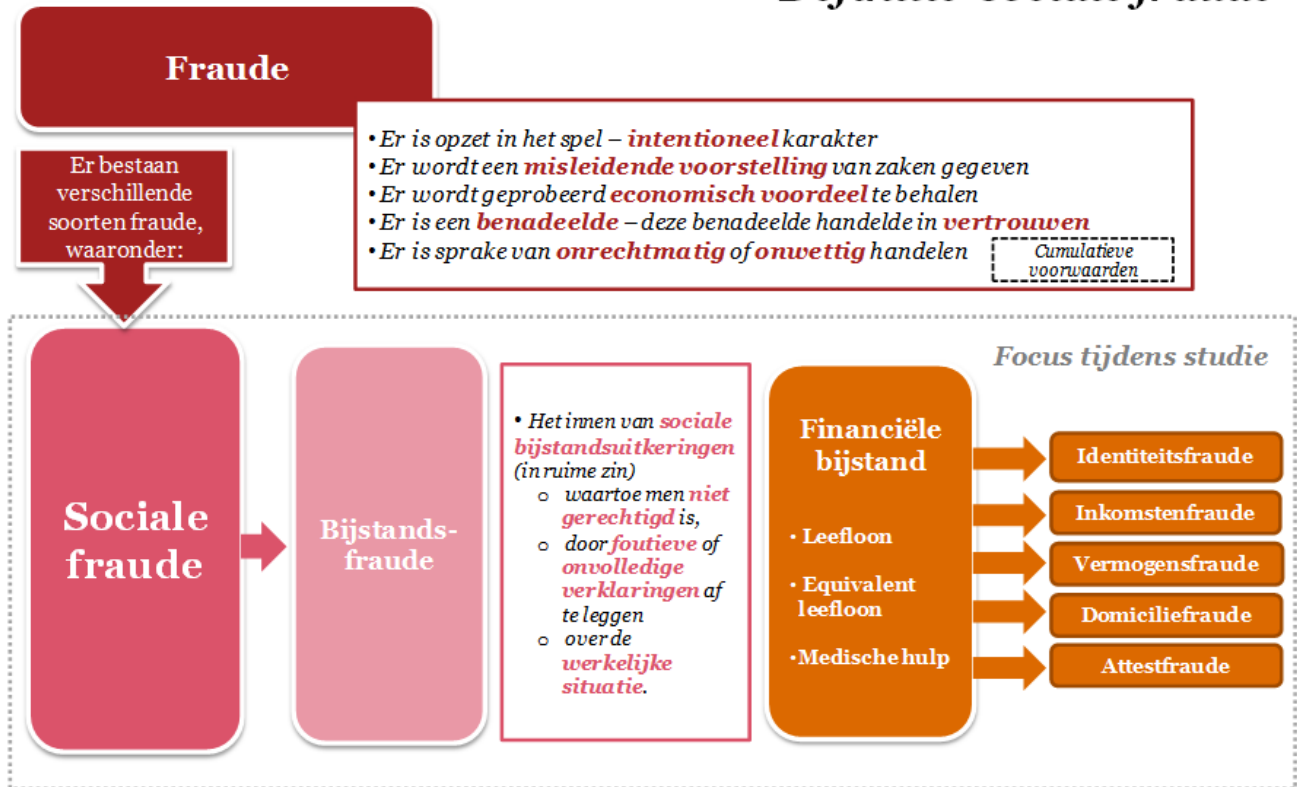 Fraude
• Er is opzet in het spel – intentioneel karakter
• Er wordt een misleidende voorstelling van zaken gegeven
• Er wordt geprobeerd economisch voordeel te behalen
• Er is een benadeelde – deze benadeelde handelde in vertrouwen
• Er is sprake van onrechtmatig of onwettig handelen
Cumulatieve
voorwaarden
Er bestaan
verschillende
soorten fraude,
waaronder:
Focus tijdens studie
Sociale
fraude
Bijstands-
fraude
• Het innen van sociale
bijstandsuitkeringen
(in ruime zin)
o waartoe men niet
gerechtigd is,
o door foutieve of
onvolledige
verklaringen af
te leggen
o over de
werkelijke
situatie.
Financiële
bijstand
• Leefloon
• Equivalent
leefloon
• Medische hulp
Identiteitsfraude
Inkomstenfraude
Vermogensfraude
Domiciliefraude
Attestfraude